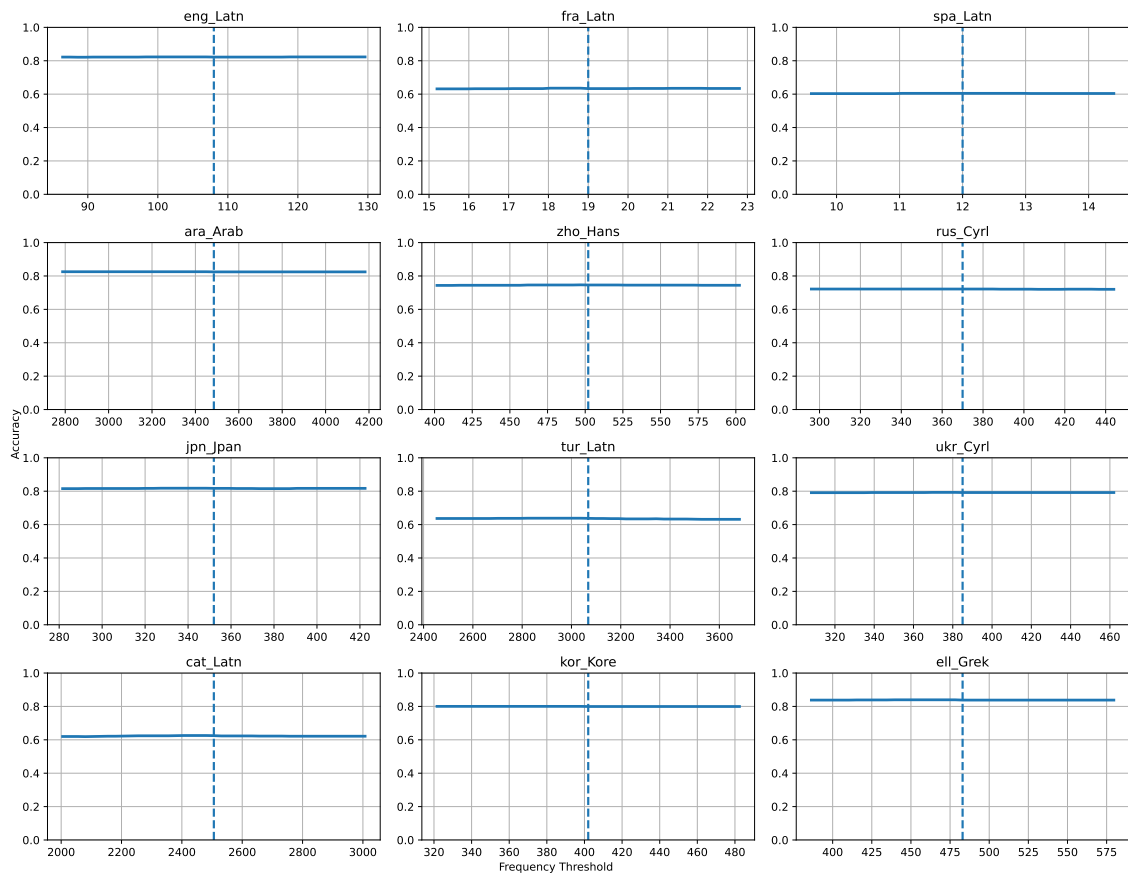 eng_Latn
fra_Latn
spa_Latn
1.0
0.8
0.6
0.4
0.2
0.0
90 100 110 120 130
1.0
0.8
0.6
0.4
0.2
0.0
15 16 17 18 19 20 21 22 23
1.0
0.8
0.6
0.4
0.2
0.0
10 11 12 13 14
ara_Arab
zho_Hans
rus_Cyrl
1.0
0.8
0.6
0.4
0.2
0.0
2800 3000 3200 3400 3600 3800 4000 4200
1.0
0.8
0.6
0.4
0.2
0.0
400 425 450 475 500 525 550 575 600
1.0
0.8
0.6
0.4
0.2
0.0
300 320 340 360 380 400 420 440
Accuracy
jpn_Jpan
tur_Latn
ukr_Cyrl
1.0
0.8
0.6
0.4
0.2
0.0
280 300 320 340 360 380 400 420
1.0
0.8
0.6
0.4
0.2
0.0
2400 2600 2800 3000 3200 3400 3600
1.0
0.8
0.6
0.4
0.2
0.0
320 340 360 380 400 420 440 460
cat_Latn
kor_Kore
ell_Grek
1.0
0.8
0.6
0.4
0.2
0.0
2000 2200 2400 2600 2800 3000
1.0
0.8
0.6
0.4
0.2
0.0
320 340 360 380 400 420 440 460 480
1.0
0.8
0.6
0.4
0.2
0.0
400 425 450 475 500 525 550 575
Frequency Threshold